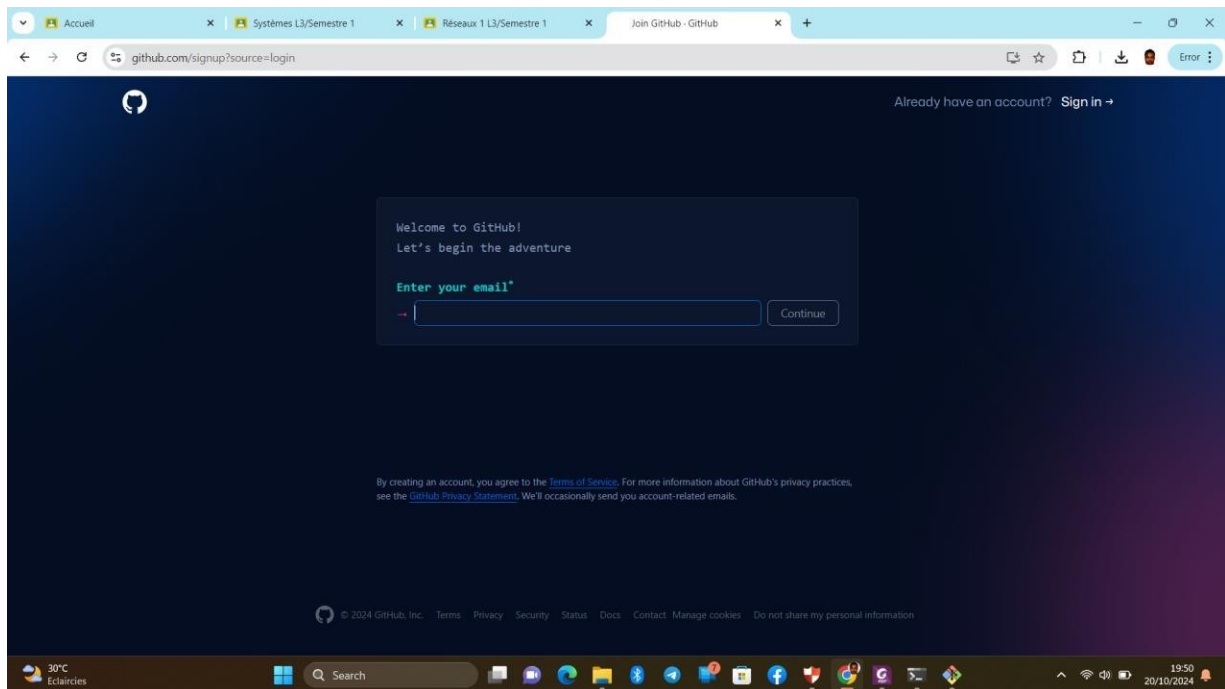 Accueil
Systèmes L3/Semestre 1
Réseaux 1 L3/Semestre 1
Join GitHub · GitHub
github.com/signup?source=login
Error
Already have an account? Sign in →
Welcome to GitHub!
Let's begin the adventure
Enter your email*
→
Continue
By creating an account, you agree to the Terms of Service. For more information about GitHub's privacy practices,
see the GitHub Privacy Statement. We'll occasionally send you account-related emails.
© 2024 GitHub, Inc. Terms Privacy Security Status Docs Contact Manage cookies Do not share my personal information
30°C
Eclaircies
Search
19:50
20/10/2024